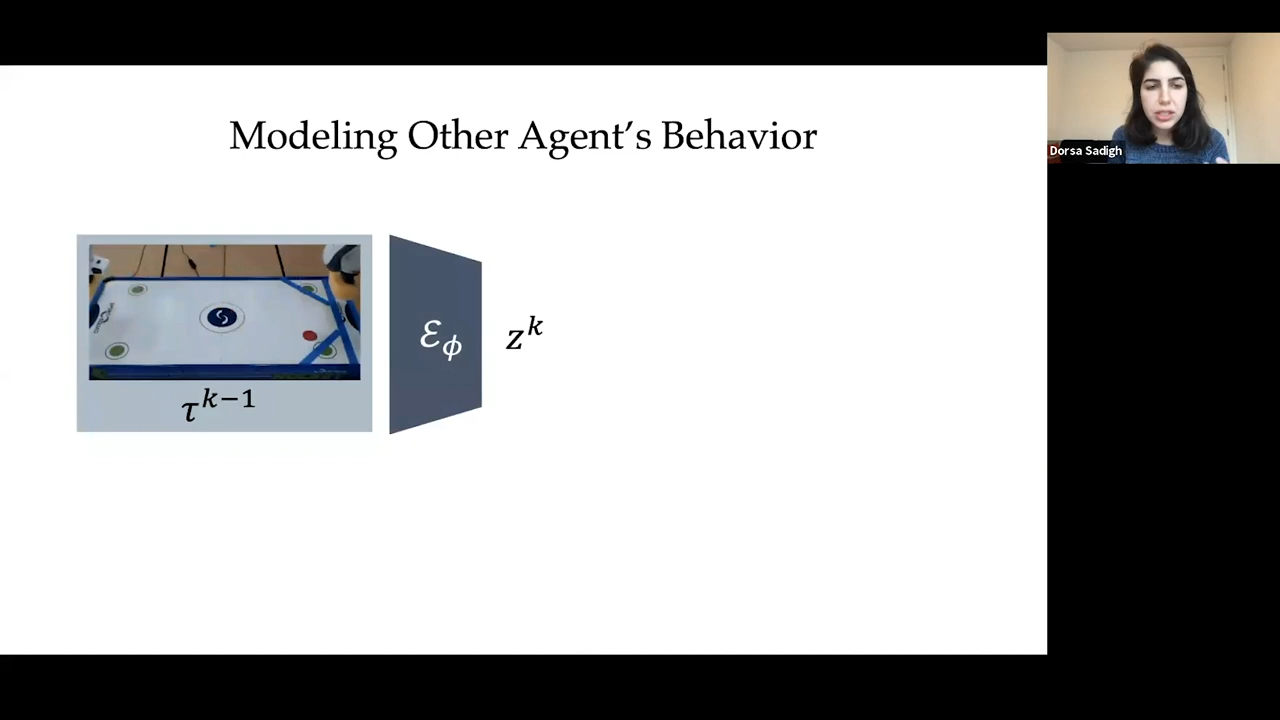 Modeling Other Agent's Behavior
Dorsa Sadigh
ℰ_ϕ
z^k
τ^{k−1}